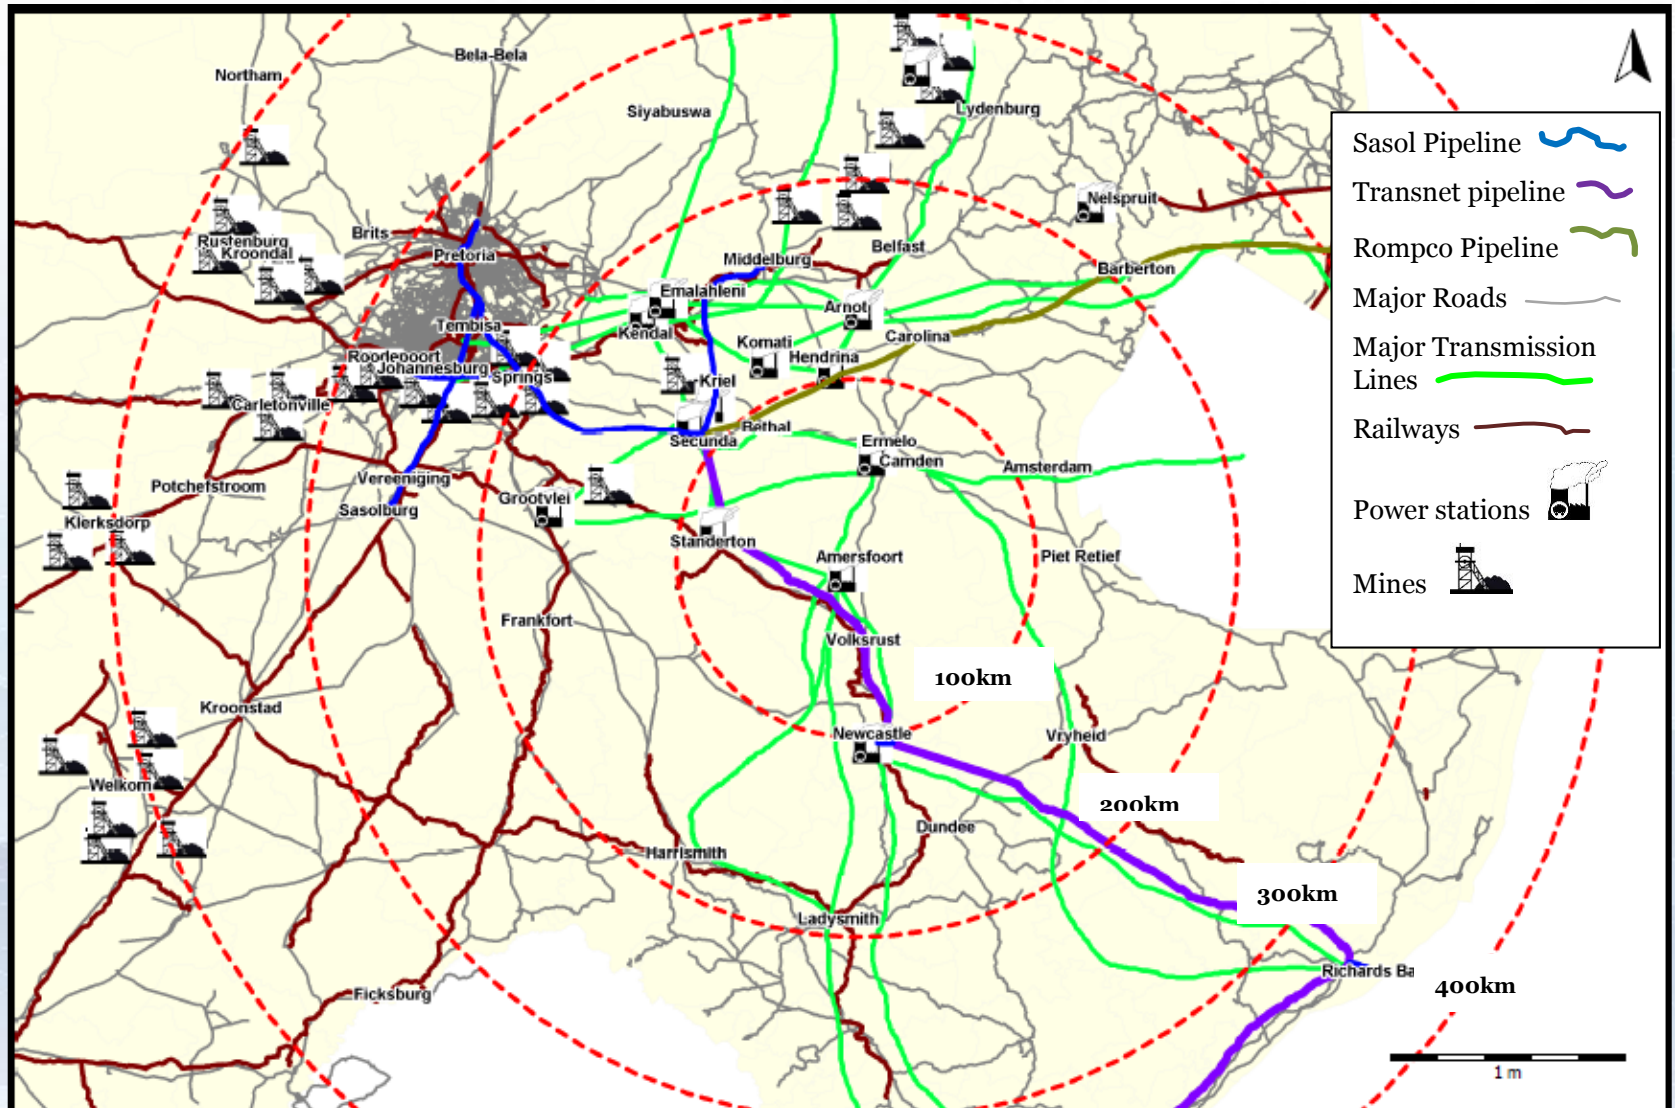 Bela-Bela
Northam
Siyabuswa
Lydenburg
Nelspruit
Brits
Rustenburg
Kroondal
Pretoria
Belfast
Middelburg
Barberton
Emalahleni
Arnot
Tembisa
Kendal
Carolina
Komati
Roodepoort
Hendrina
Johannesburg
Springs
Kriel
Carletonville
Bethal
Secunda
Ermelo
Camden
Amsterdam
Vereeniging
Potchefstroom
Grootvlei
Sasolburg
Klerksdorp
Standerton
Amersfoort
Piet Retief
Frankfort
Volksrust
100km
Kroonstad
Newcastle
Vryheid
Welkom
200km
Dundee
Harrismith
300km
Ladysmith
Richards Ba
400km
Ficksburg
1 m
Sasol Pipeline
Transnet pipeline
Rompco Pipeline
Major Roads
Major Transmission
Lines
Railways
Power stations
Mines